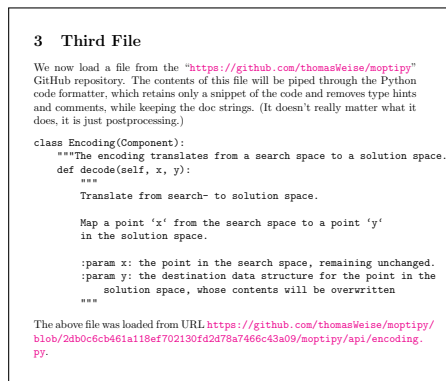 3 Third File
We now load a file from the “https://github.com/thomasWeise/moptipy”
GitHub repository. The contents of this file will be piped through the Python
code formatter, which retains only a snippet of the code and removes type hints
and comments, while keeping the doc strings. (It doesn't really matter what it
does, it is just postprocessing.)
class Encoding(Component):
    """The encoding translates from a search space to a solution space.
    def decode(self, x, y):
        """
        Translate from search- to solution space.
        Map a point ‘x‘ from the search space to a point ‘y‘
        in the solution space.
        :param x: the point in the search space, remaining unchanged.
        :param y: the destination data structure for the point in the
            solution space, whose contents will be overwritten
        """
The above file was loaded from URL https://github.com/thomasWeise/moptipy/
blob/2db0c6cb461a118ef702130fd2d78a7466c43a09/moptipy/api/encoding.
py.